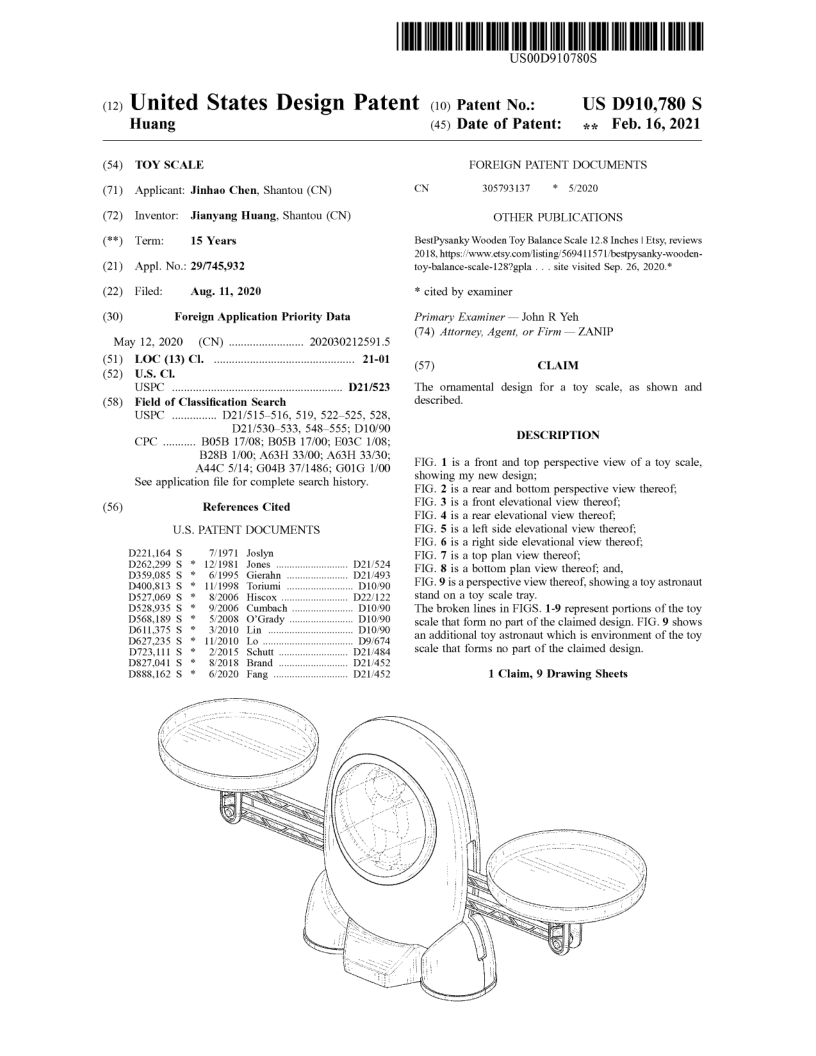 US00D910780S
(12) United States Design Patent
Huang
(10) Patent No.: US D910,780 S
(45) Date of Patent: ** Feb. 16, 2021
(54) TOY SCALE
(71) Applicant: Jinhao Chen, Shantou (CN)
(72) Inventor: Jianyang Huang, Shantou (CN)
(**) Term: 15 Years
(21) Appl. No.: 29/745,932
(22) Filed: Aug. 11, 2020
(30) Foreign Application Priority Data
May 12, 2020 (CN) ......................... 202030212591.5
(51) LOC (13) Cl. ............................................... 21-01
(52) U.S. Cl.
USPC ......................................................... D21/523
(58) Field of Classification Search
USPC ............... D21/515–516, 519, 522–525, 528,
D21/530–533, 548–555; D10/90
CPC ........... B05B 17/08; B05B 17/00; E03C 1/08;
B28B 1/00; A63H 33/00; A63H 33/30;
A44C 5/14; G04B 37/1486; G01G 1/00
See application file for complete search history.
(56) References Cited
U.S. PATENT DOCUMENTS
D221,164 S 7/1971 Joslyn
D262,299 S * 12/1981 Jones ........................... D21/524
D359,085 S * 6/1995 Gierahn ....................... D21/493
D400,813 S * 11/1998 Toriumi ......................... D10/90
D527,069 S * 8/2006 Hiscox ......................... D22/122
D528,935 S * 9/2006 Cumbach ...................... D10/90
D568,189 S * 5/2008 O'Grady ........................ D10/90
D611,375 S * 3/2010 Lin ................................ D10/90
D627,235 S * 11/2010 Lo .................................. D9/674
D723,111 S * 2/2015 Schutt .......................... D21/484
D827,041 S * 8/2018 Brand .......................... D21/452
D888,162 S * 6/2020 Fang ............................ D21/452
FOREIGN PATENT DOCUMENTS
CN 305793137 * 5/2020
OTHER PUBLICATIONS
BestPysanky Wooden Toy Balance Scale 12.8 Inches | Etsy, reviews
2018, https://www.etsy.com/listing/569411571/bestpysanky-wooden-
toy-balance-scale-128?gpla . . . site visited Sep. 26, 2020.*
* cited by examiner
Primary Examiner — John R Yeh
(74) Attorney, Agent, or Firm — ZANIP
(57) CLAIM
The ornamental design for a toy scale, as shown and
described.
DESCRIPTION
FIG. 1 is a front and top perspective view of a toy scale,
showing my new design;
FIG. 2 is a rear and bottom perspective view thereof;
FIG. 3 is a front elevational view thereof;
FIG. 4 is a rear elevational view thereof;
FIG. 5 is a left side elevational view thereof;
FIG. 6 is a right side elevational view thereof;
FIG. 7 is a top plan view thereof;
FIG. 8 is a bottom plan view thereof; and,
FIG. 9 is a perspective view thereof, showing a toy astronaut
stand on a toy scale tray.
The broken lines in FIGS. 1-9 represent portions of the toy
scale that form no part of the claimed design. FIG. 9 shows
an additional toy astronaut which is environment of the toy
scale that forms no part of the claimed design.
1 Claim, 9 Drawing Sheets